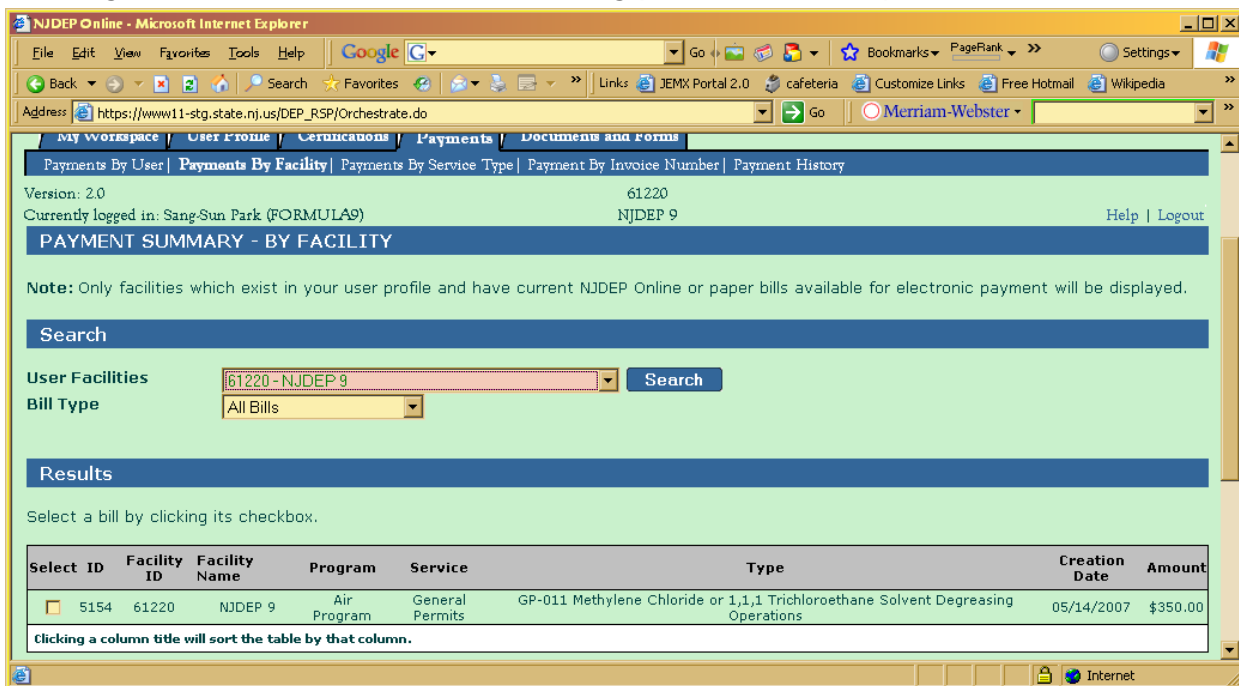 NJDEP Online - Microsoft Internet Explorer
File Edit View Favorites Tools Help Google G Go Bookmarks PageRank » Settings
Back Search Favorites » Links JEMX Portal 2.0 cafeteria Customize Links Free Hotmail Wikipedia »
Address https://www11-stg.state.nj.us/DEP_RSP/Orchestrate.do Go Merriam-Webster »
My Workspace User Profile Certifications Payments Documents and Forms
Payments By User| Payments By Facility| Payments By Service Type| Payment By Invoice Number| Payment History
Version: 2.0 61220
Currently logged in: Sang-Sun Park (FORMULA9) NJDEP 9 Help | Logout
PAYMENT SUMMARY - BY FACILITY
Note: Only facilities which exist in your user profile and have current NJDEP Online or paper bills available for electronic payment will be displayed.
Search
User Facilities 61220 - NJDEP 9 Search
Bill Type All Bills
Results
Select a bill by clicking its checkbox.
Select ID Facility ID Facility Name Program Service Type Creation Date Amount
5154 61220 NJDEP 9 Air Program General Permits GP-011 Methylene Chloride or 1,1,1 Trichloroethane Solvent Degreasing Operations 05/14/2007 $350.00
Clicking a column title will sort the table by that column.
Internet